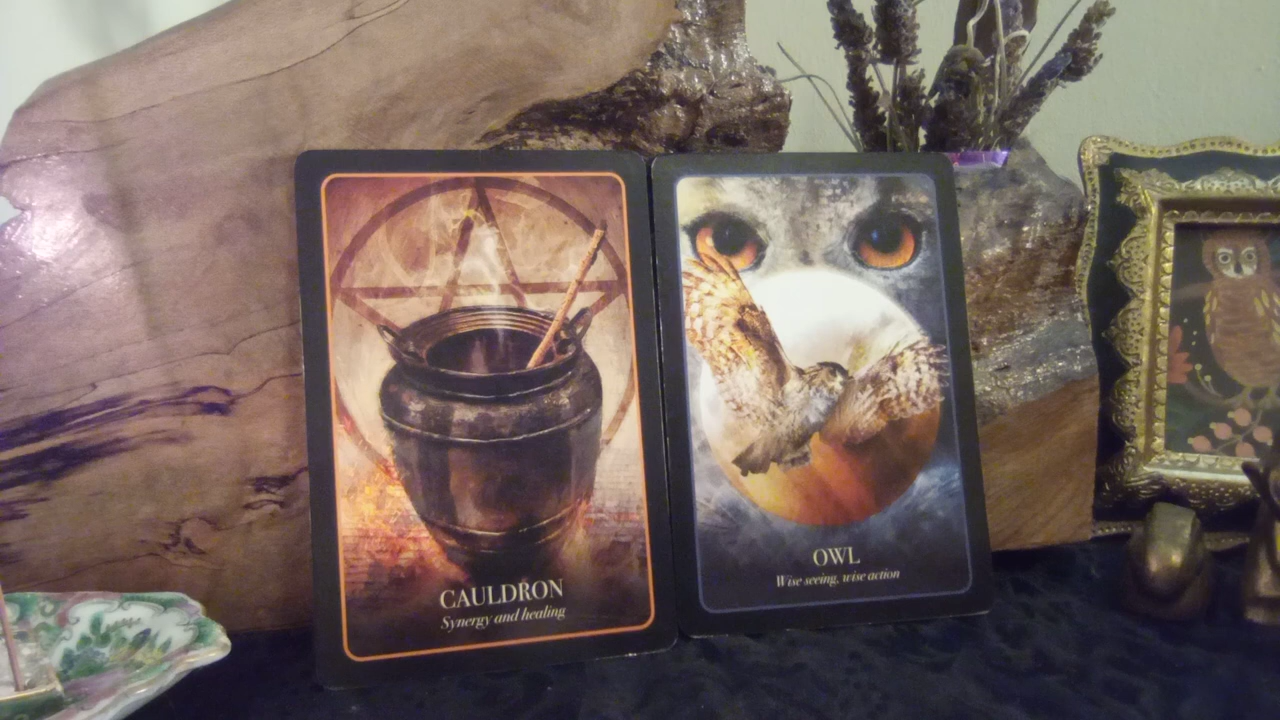 CAULDRON
Synergy and healing
OWL
Wise seeing, wise action